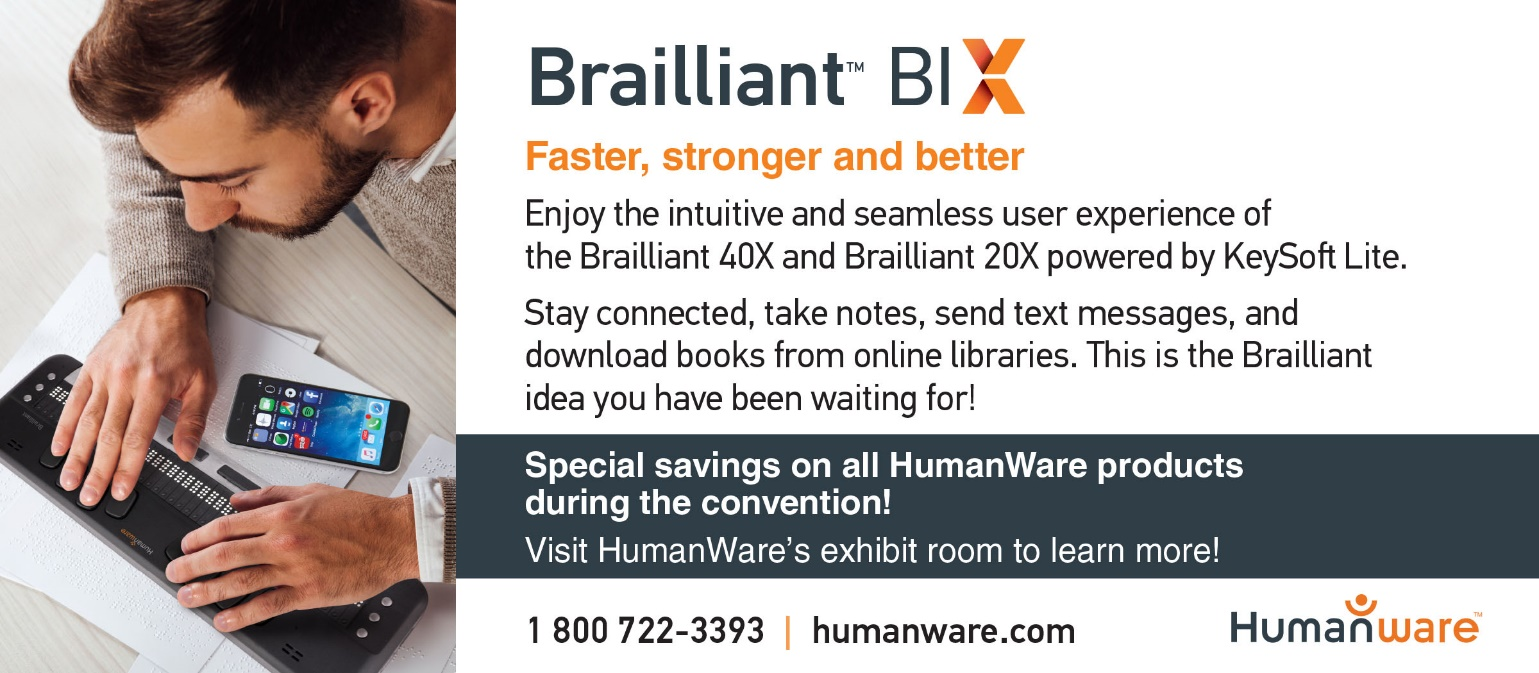 Brailliant™ BI X
Faster, stronger and better
Enjoy the intuitive and seamless user experience of
the Brailliant 40X and Brailliant 20X powered by KeySoft Lite.
Stay connected, take notes, send text messages, and
download books from online libraries. This is the Brailliant
idea you have been waiting for!
Special savings on all HumanWare products
during the convention!
Visit HumanWare's exhibit room to learn more!
1 800 722-3393 | humanware.com
Humanware™
Humanware